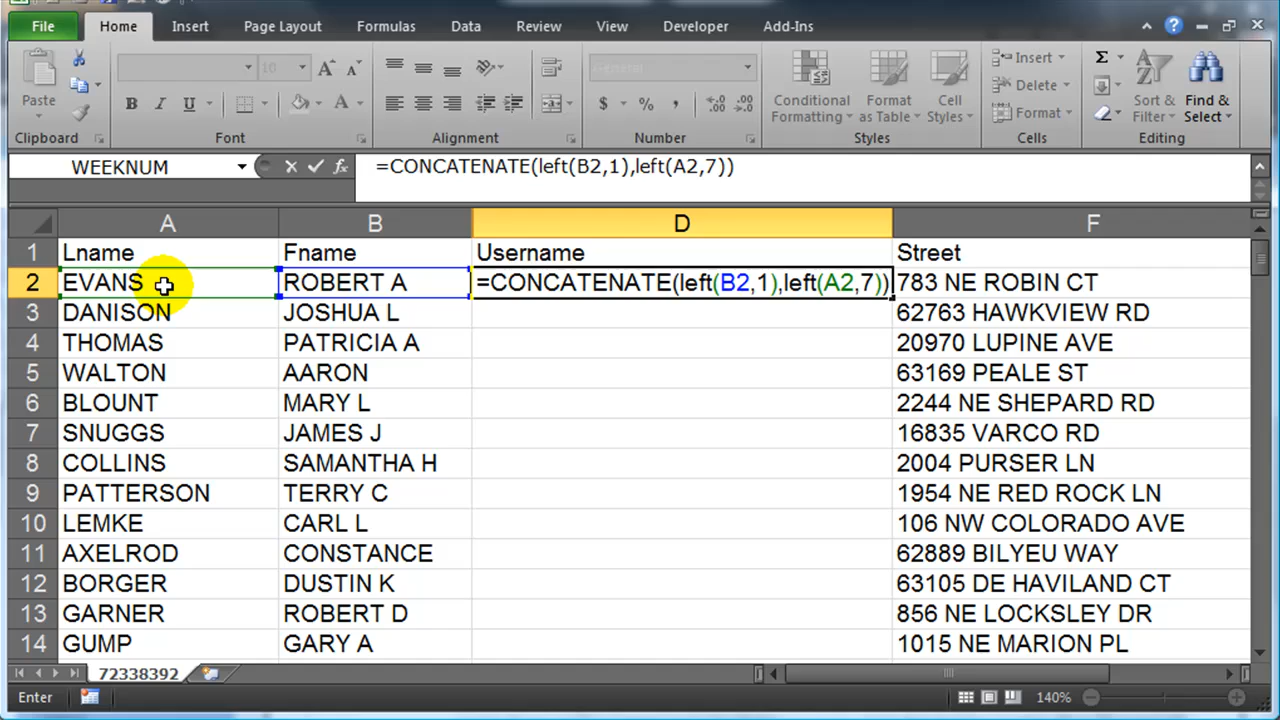 File Home Insert Page Layout Formulas Data Review View Developer Add-Ins
Paste 16 General Conditional Formatting Format as Table Cell Styles Insert Delete Format Sort & Filter Find & Select
B I U $ % ,
Clipboard Font Alignment Number Styles Cells Editing
WEEKNUM fx =CONCATENATE(left(B2,1),left(A2,7))
A B D F
1 Lname Fname Username Street
2 EVANS ROBERT A =CONCATENATE(left(B2,1),left(A2,7)) 783 NE ROBIN CT
3 DANISON JOSHUA L 62763 HAWKVIEW RD
4 THOMAS PATRICIA A 20970 LUPINE AVE
5 WALTON AARON 63169 PEALE ST
6 BLOUNT MARY L 2244 NE SHEPARD RD
7 SNUGGS JAMES J 16835 VARCO RD
8 COLLINS SAMANTHA H 2004 PURSER LN
9 PATTERSON TERRY C 1954 NE RED ROCK LN
10 LEMKE CARL L 106 NW COLORADO AVE
11 AXELROD CONSTANCE 62889 BILYEU WAY
12 BORGER DUSTIN K 63105 DE HAVILAND CT
13 GARNER ROBERT D 856 NE LOCKSLEY DR
14 GUMP GARY A 1015 NE MARION PL
72338392
Enter 140%